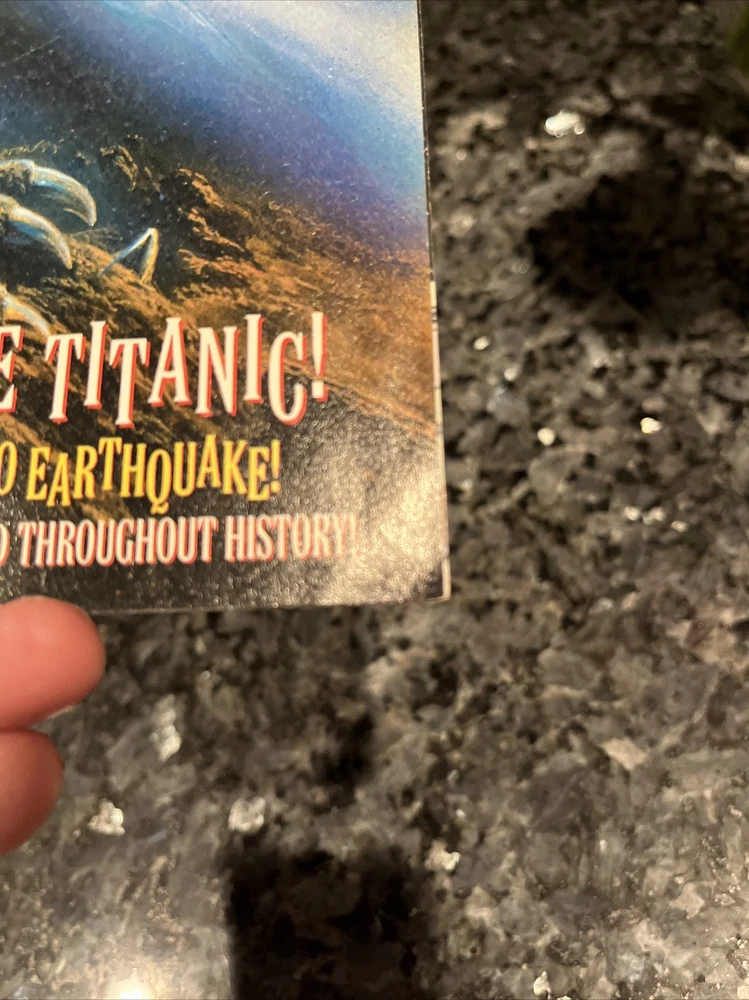 E TITANIC!
O EARTHQUAKE!
D THROUGHOUT HISTORY!